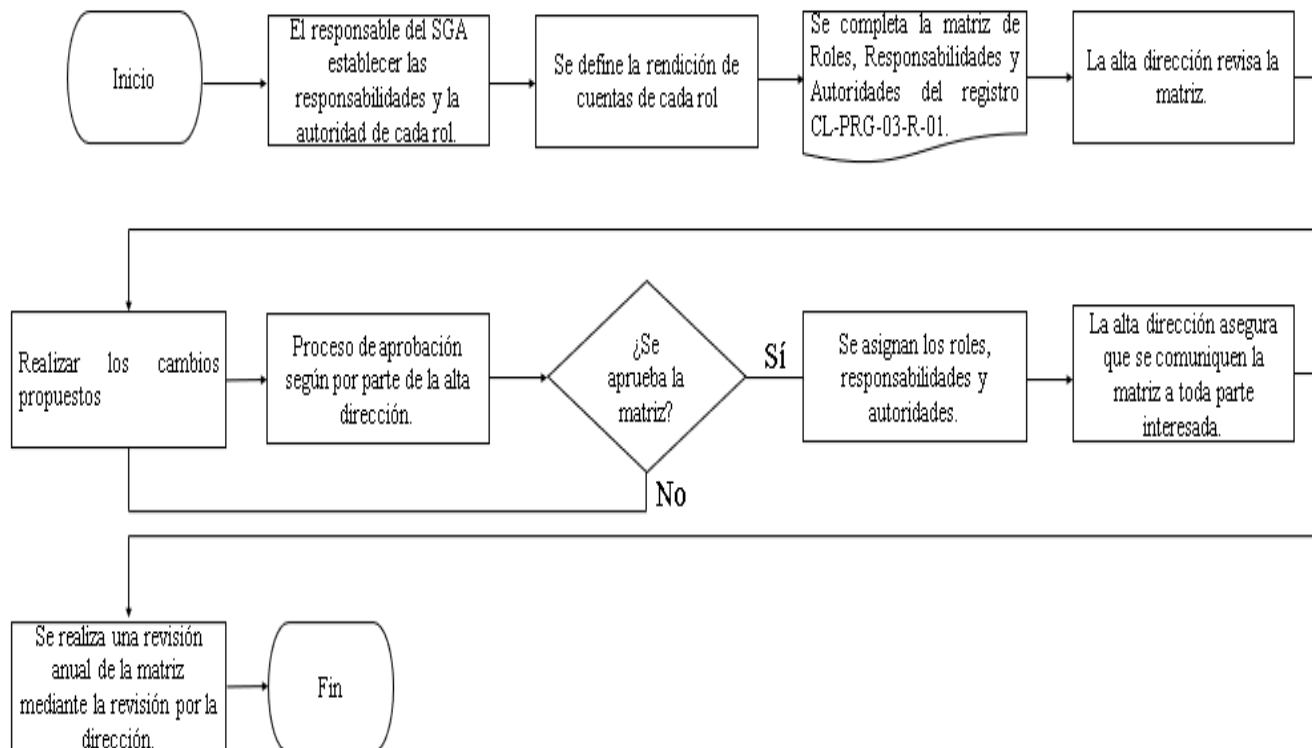 Inicio
El responsable del SGA
establecer las
responsabilidades y la
autoridad de cada rol.
Se define la rendición de
cuentas de cada rol
Se completa la matriz de
Roles, Responsabilidades y
Autoridades del registro
CL-PRG-03-R-01.
La alta dirección revisa la
matriz.
Realizar los cambios
propuestos
Proceso de aprobación
según por parte de la alta
dirección.
¿Se
aprueba la
matriz?
Sí
No
Se asignan los roles,
responsabilidades y
autoridades.
La alta dirección asegura
que se comuniquen la
matriz a toda parte
interesada.
Se realiza una revisión
anual de la matriz
mediante la revisión por la
dirección.
Fin